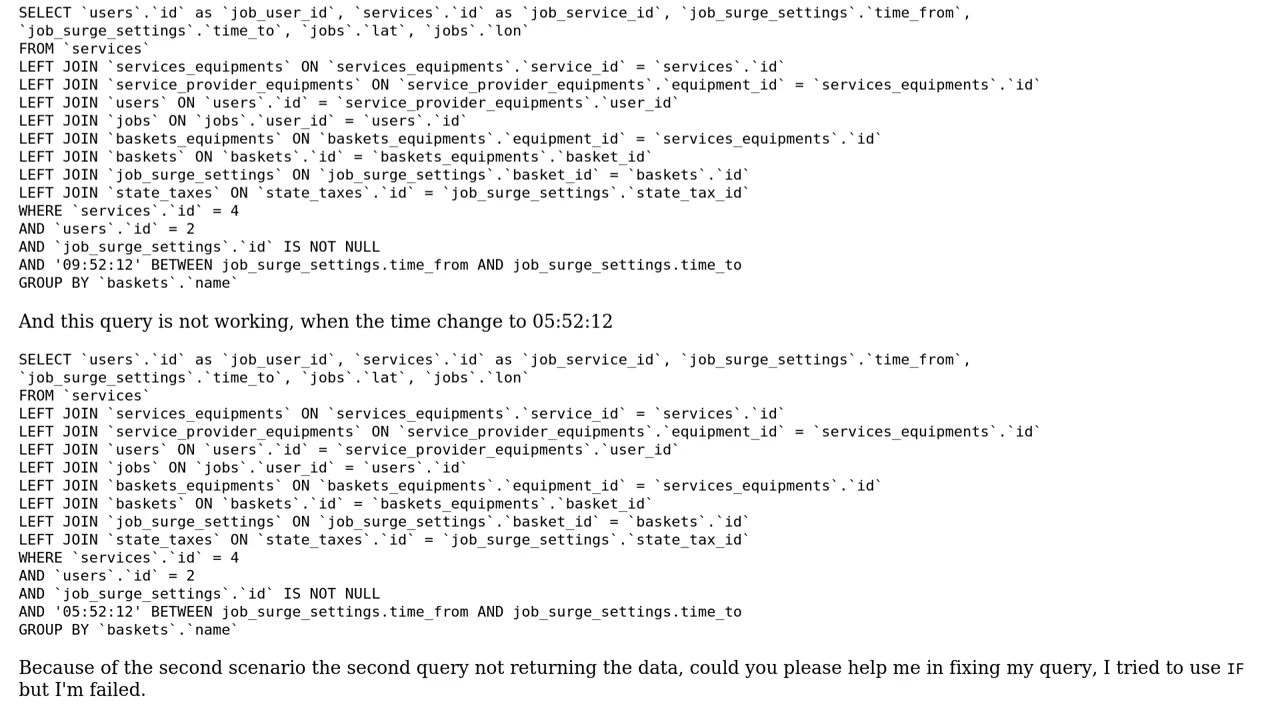 SELECT `users`.`id` as `job_user_id`, `services`.`id` as `job_service_id`, `job_surge_settings`.`time_from`,
`job_surge_settings`.`time_to`, `jobs`.`lat`, `jobs`.`lon`
FROM `services`
LEFT JOIN `services_equipments` ON `services_equipments`.`service_id` = `services`.`id`
LEFT JOIN `service_provider_equipments` ON `service_provider_equipments`.`equipment_id` = `services_equipments`.`id`
LEFT JOIN `users` ON `users`.`id` = `service_provider_equipments`.`user_id`
LEFT JOIN `jobs` ON `jobs`.`user_id` = `users`.`id`
LEFT JOIN `baskets_equipments` ON `baskets_equipments`.`equipment_id` = `services_equipments`.`id`
LEFT JOIN `baskets` ON `baskets`.`id` = `baskets_equipments`.`basket_id`
LEFT JOIN `job_surge_settings` ON `job_surge_settings`.`basket_id` = `baskets`.`id`
LEFT JOIN `state_taxes` ON `state_taxes`.`id` = `job_surge_settings`.`state_tax_id`
WHERE `services`.`id` = 4
AND `users`.`id` = 2
AND `job_surge_settings`.`id` IS NOT NULL
AND '09:52:12' BETWEEN job_surge_settings.time_from AND job_surge_settings.time_to
GROUP BY `baskets`.`name`
And this query is not working, when the time change to 05:52:12
SELECT `users`.`id` as `job_user_id`, `services`.`id` as `job_service_id`, `job_surge_settings`.`time_from`,
`job_surge_settings`.`time_to`, `jobs`.`lat`, `jobs`.`lon`
FROM `services`
LEFT JOIN `services_equipments` ON `services_equipments`.`service_id` = `services`.`id`
LEFT JOIN `service_provider_equipments` ON `service_provider_equipments`.`equipment_id` = `services_equipments`.`id`
LEFT JOIN `users` ON `users`.`id` = `service_provider_equipments`.`user_id`
LEFT JOIN `jobs` ON `jobs`.`user_id` = `users`.`id`
LEFT JOIN `baskets_equipments` ON `baskets_equipments`.`equipment_id` = `services_equipments`.`id`
LEFT JOIN `baskets` ON `baskets`.`id` = `baskets_equipments`.`basket_id`
LEFT JOIN `job_surge_settings` ON `job_surge_settings`.`basket_id` = `baskets`.`id`
LEFT JOIN `state_taxes` ON `state_taxes`.`id` = `job_surge_settings`.`state_tax_id`
WHERE `services`.`id` = 4
AND `users`.`id` = 2
AND `job_surge_settings`.`id` IS NOT NULL
AND '05:52:12' BETWEEN job_surge_settings.time_from AND job_surge_settings.time_to
GROUP BY `baskets`.`name`
Because of the second scenario the second query not returning the data, could you please help me in fixing my query, I tried to use IF
but I'm failed.